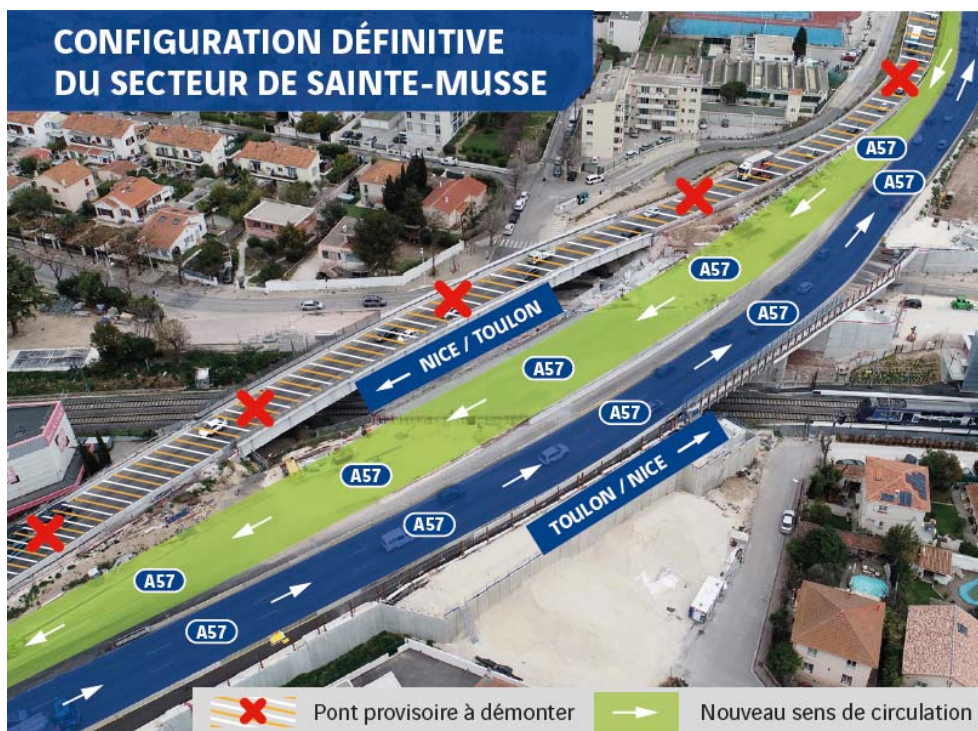 CONFIGURATION DÉFINITIVE
DU SECTEUR DE SAINTE-MUSSE
A57
A57
A57
A57
NICE / TOULON
A57
A57
A57
TOULON / NICE
A57
A57
A57
Pont provisoire à démonter
Nouveau sens de circulation